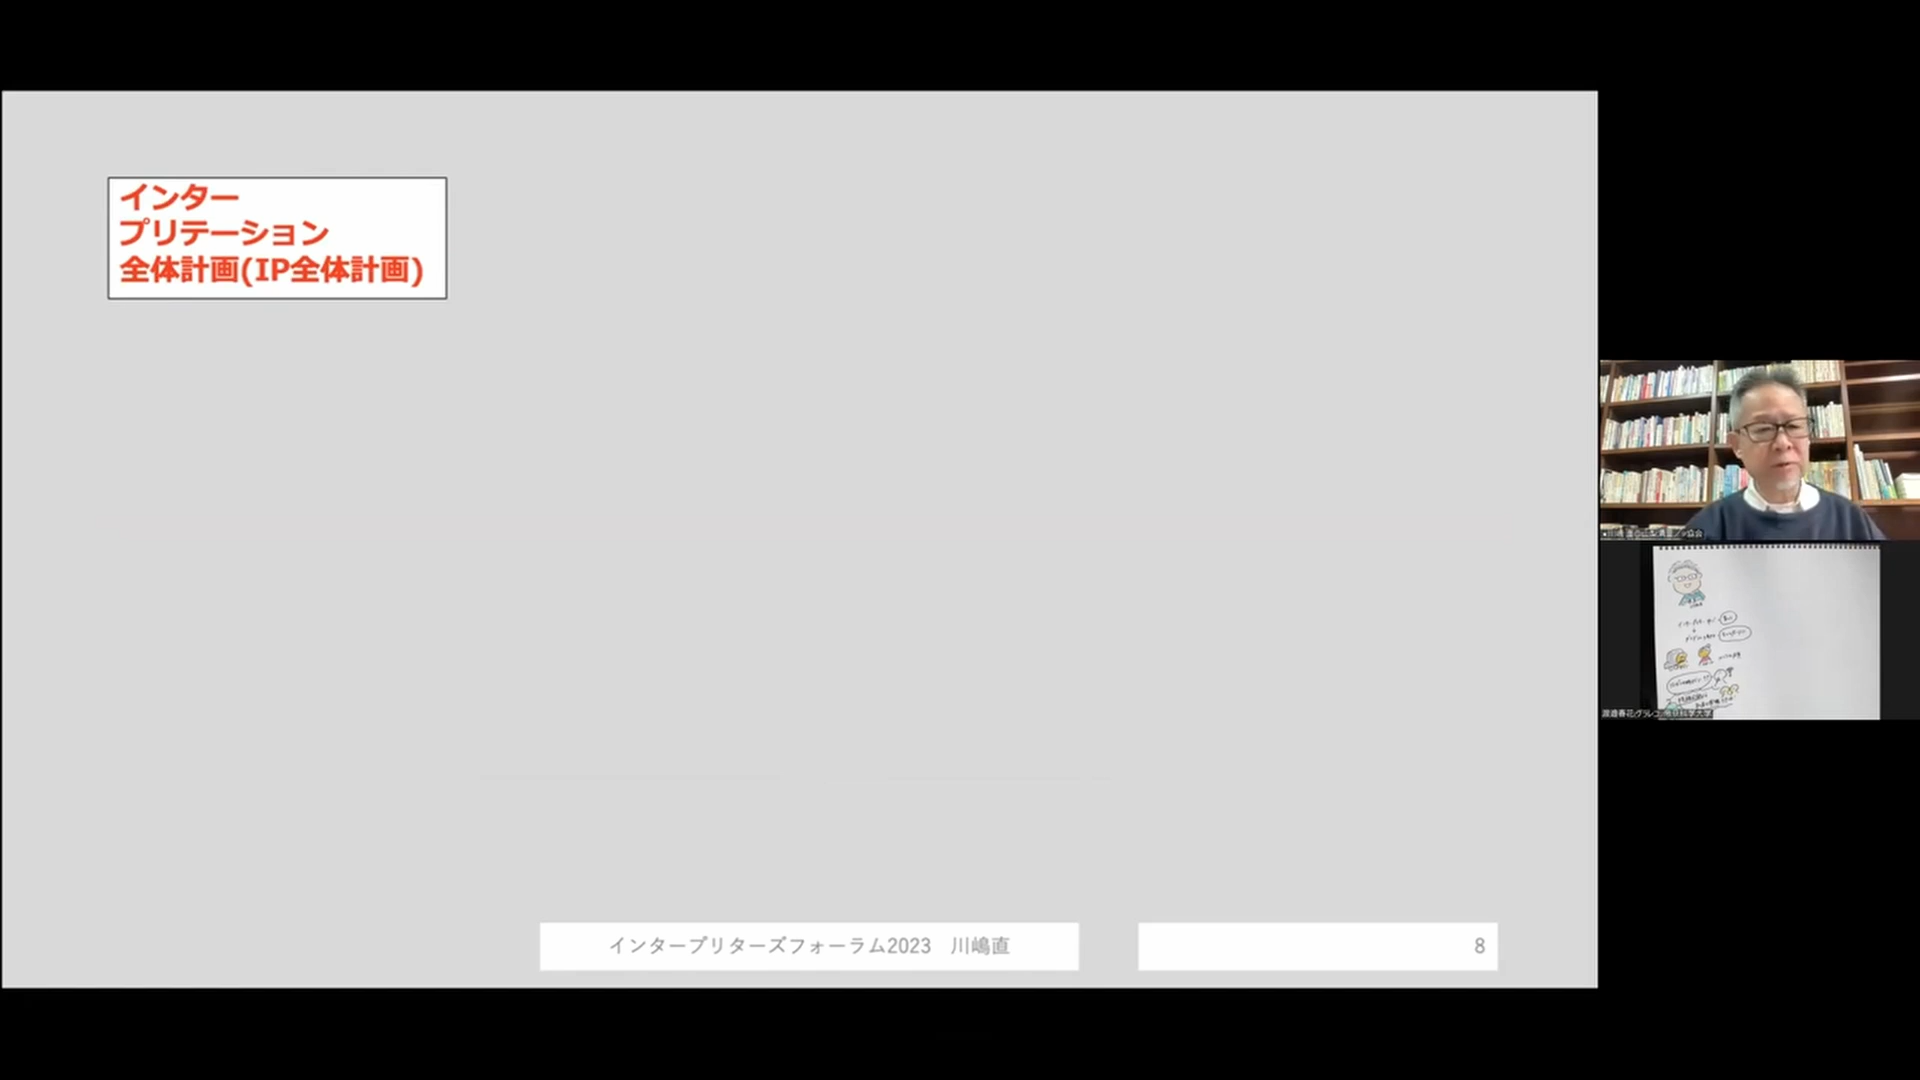 インター
プリテーション
全体計画(IP全体計画)
インタープリターズフォーラム2023　川嶋直
8